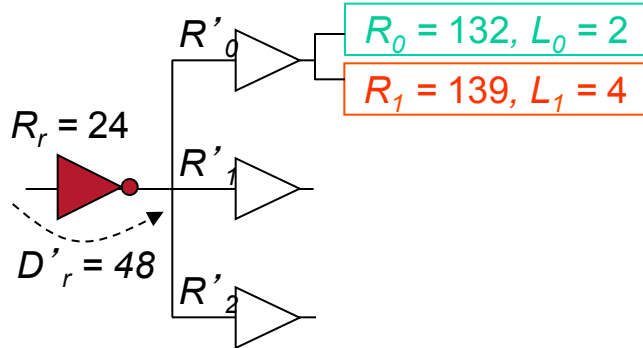 R'₀
R₀ = 132, L₀ = 2
R₁ = 139, L₁ = 4
Rᵣ = 24
R'₁
D'ᵣ = 48
R'₂